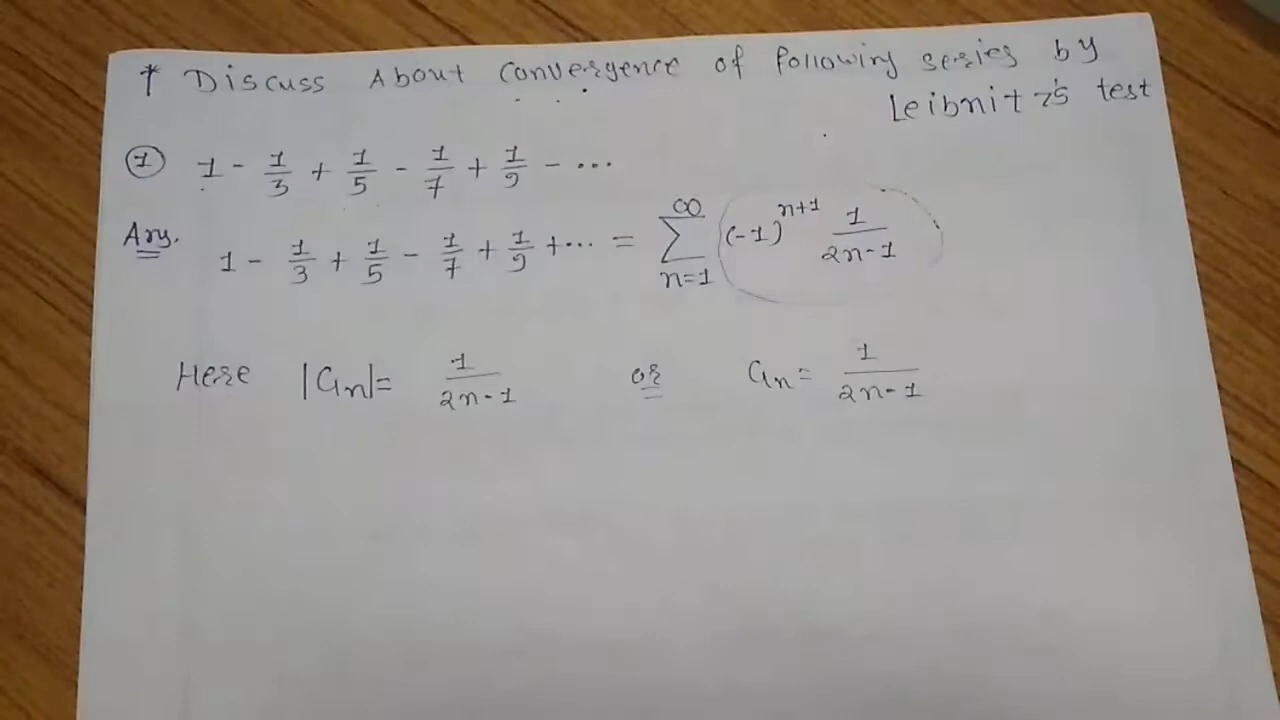 * Discuss About convergence of following series by
Leibnitz's test
① 1 - 1/3 + 1/5 - 1/7 + 1/9 - ...
Ans. 1 - 1/3 + 1/5 - 1/7 + 1/9 + ... = ∑_{n=1}^{∞} (-1)^{n+1} 1/(2n-1)
Here |an| = 1/(2n-1) or an = 1/(2n-1)